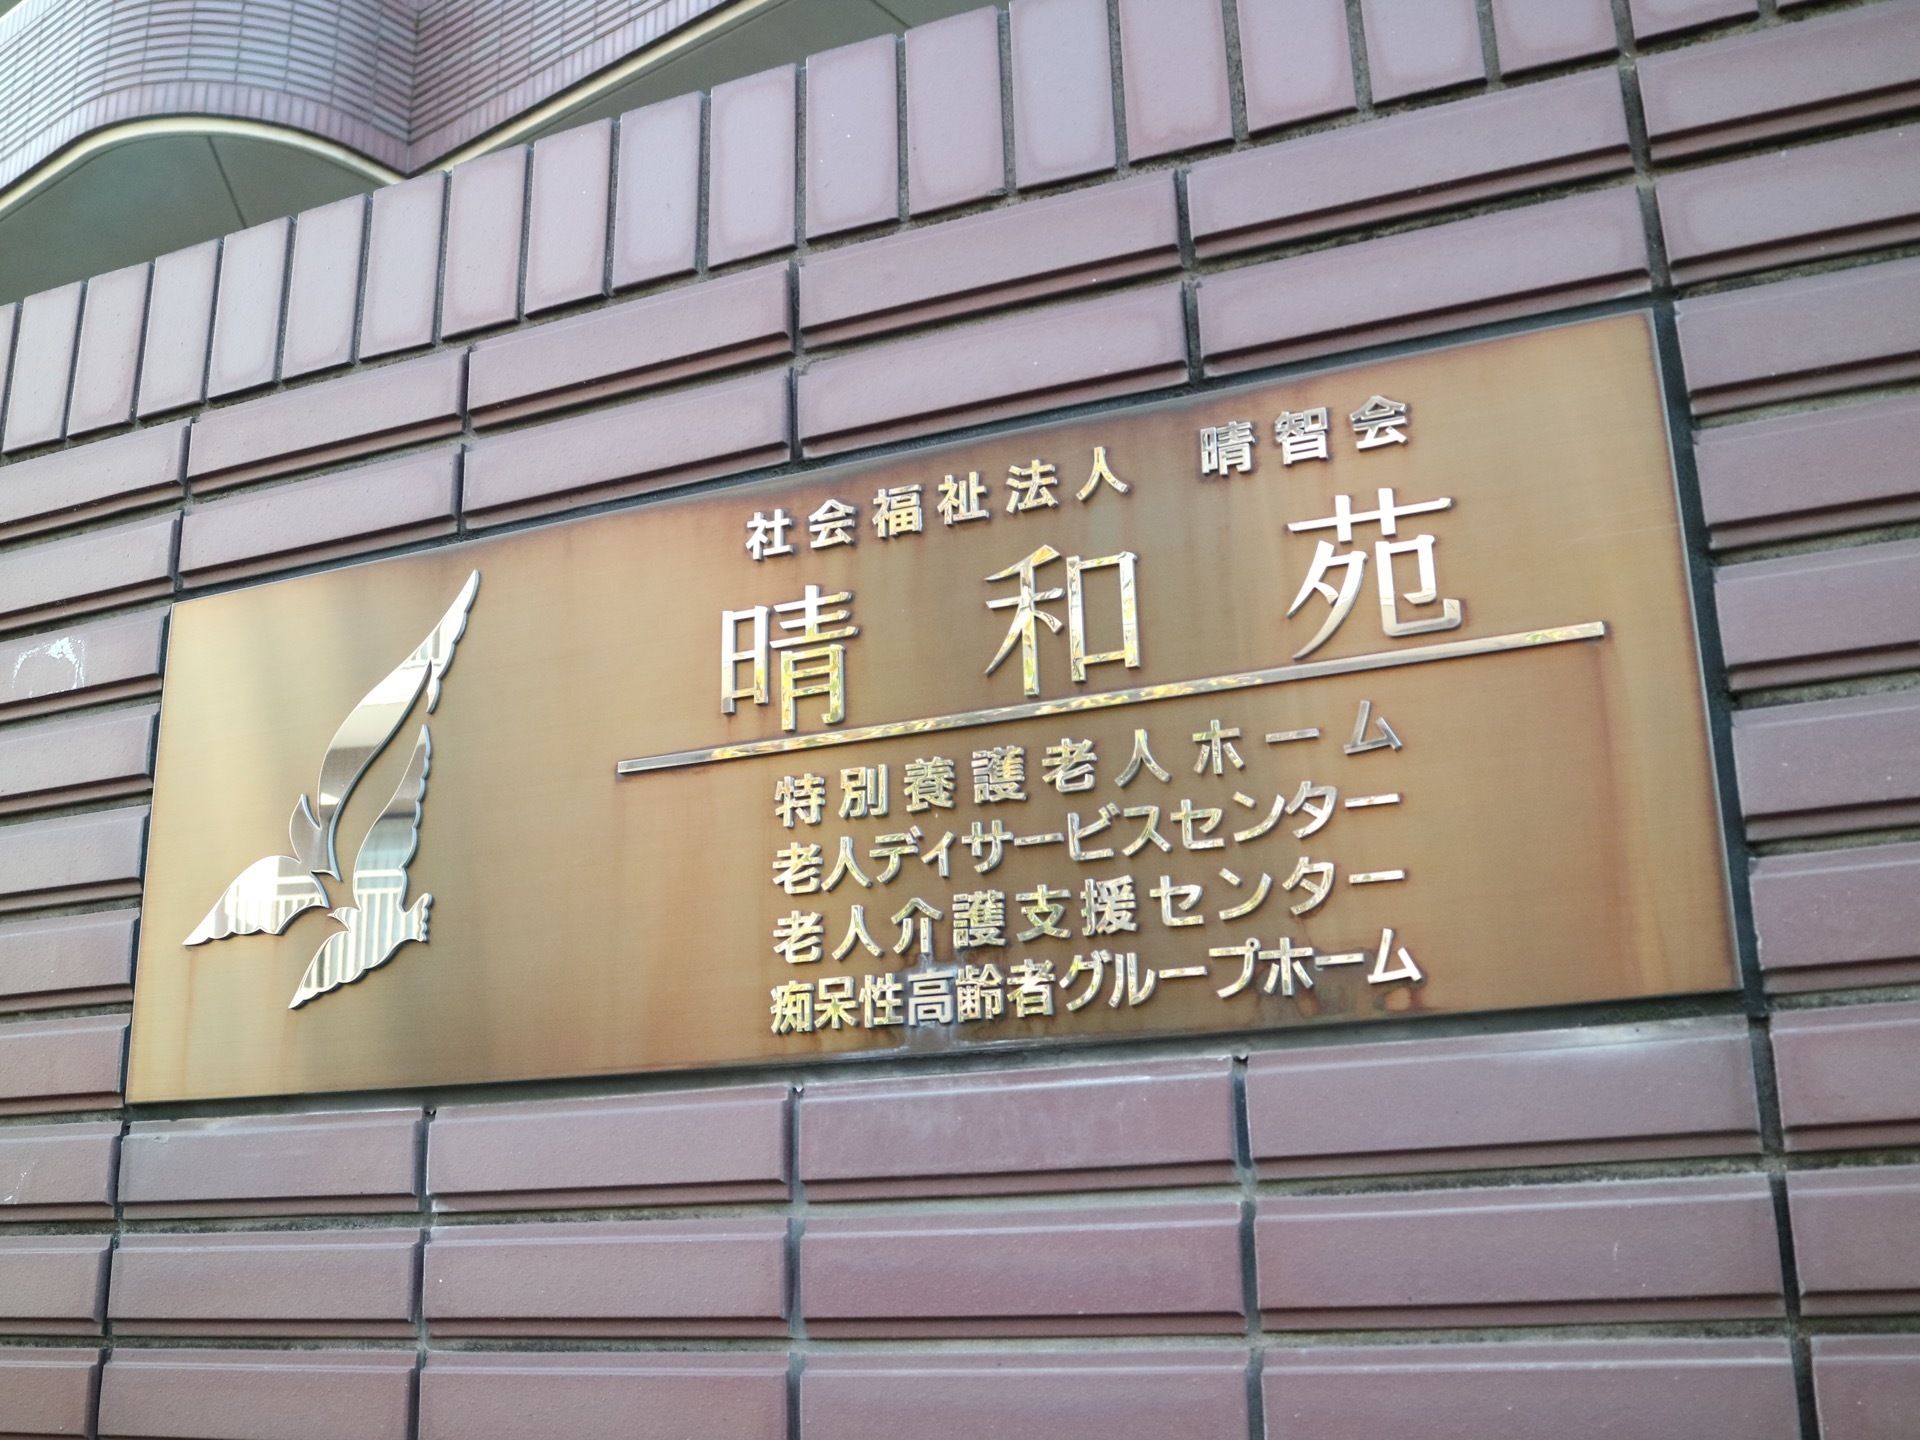 社会福祉法人 晴智会
晴和苑
特別養護老人ホーム
老人ディサービスセンター
老人介護支援センター
痴呆性高齢者グループホーム